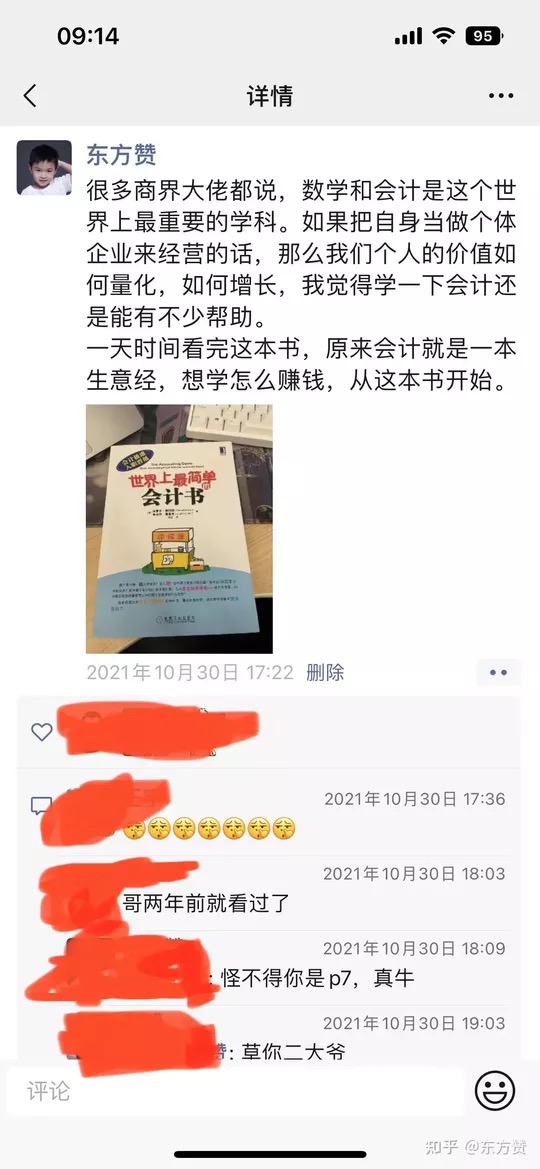 09:14
95
详情
东方赞
很多商界大佬都说，数学和会计是这个世
界上最重要的学科。如果把自身当做个体
企业来经营的话，那么我们个人的价值如
何量化，如何增长，我觉得学一下会计还
是能有不少帮助。
一天时间看完这本书，原来会计就是一本
生意经，想学怎么赚钱，从这本书开始。
The Accounting Game
世界上最简单的
会计书
2021年10月30日 17:22 删除
2021年10月30日 17:36
2021年10月30日 18:03
哥两年前就看过了
2021年10月30日 18:09
: 怪不得你是p7，真牛
2021年10月30日 19:03
赞: 草你二大爷
评论
知乎 @东方赞